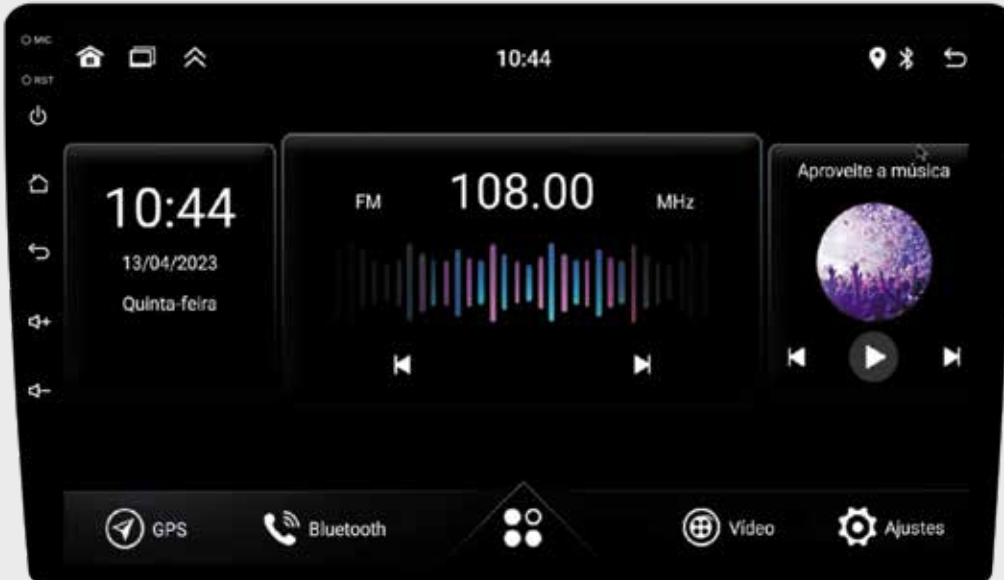 MIC
10:44
RST
10:44
13/04/2023
Quinta-feira
FM 108.00 MHz
Aproveite a música
GPS
Bluetooth
Vídeo
Ajustes